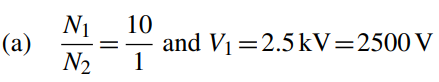 (a) N₁/N₂ = 10/1 and V₁ = 2.5 kV = 2500 V